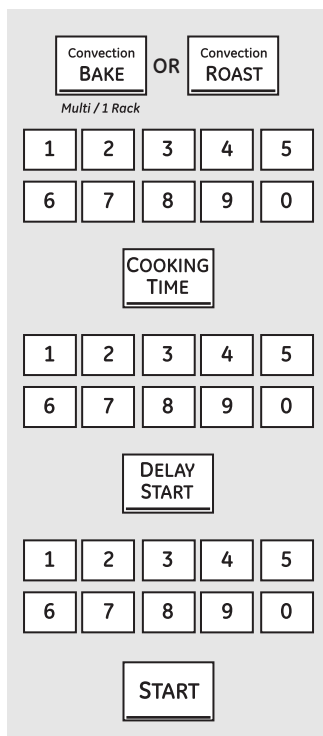 Convection Convection
BAKE OR ROAST
Multi / 1 Rack
1 2 3 4 5
6 7 8 9 0
COOKING
TIME
1 2 3 4 5
6 7 8 9 0
DELAY
START
1 2 3 4 5
6 7 8 9 0
START